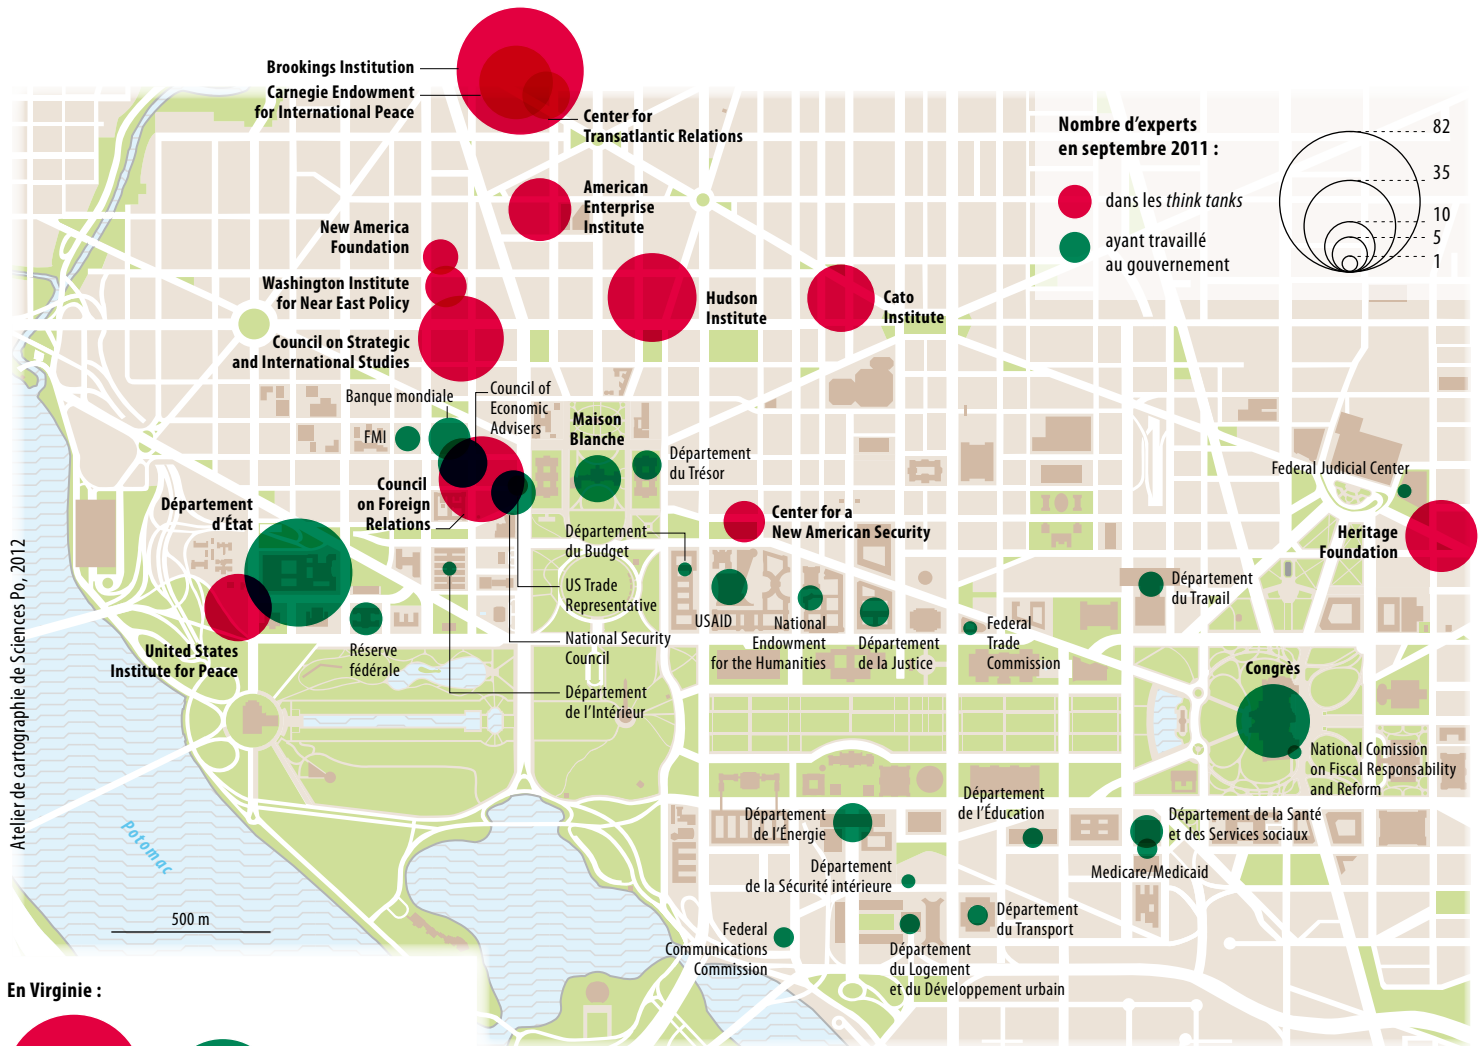 Brookings Institution
Carnegie Endowment
for International Peace
Center for
Transatlantic Relations
Nombre d'experts
en septembre 2011 :
dans les think tanks
ayant travaillé
au gouvernement
82
35
10
5
1
American
Enterprise
Institute
New America
Foundation
Washington Institute
for Near East Policy
Council on Strategic
and International Studies
Hudson
Institute
Cato
Institute
Banque mondiale
Council of
Economic
Advisers
FMI
Maison
Blanche
Département
du Trésor
Council
on Foreign
Relations
Département
d'État
Center for a
New American Security
Federal Judicial Center
Heritage
Foundation
Département
du Budget
US Trade
Representative
National Security
Council
Département
de l'Intérieur
USAID
National
Endowment
for the Humanities
Département
de la Justice
Federal
Trade
Commission
Département
du Travail
United States
Institute for Peace
Réserve
fédérale
Congrès
National Comission
on Fiscal Responsability
and Reform
Département
de l'Énergie
Département
de l'Éducation
Département de la Santé
et des Services sociaux
Medicare/Medicaid
Département
de la Sécurité intérieure
Département
du Transport
Federal
Communications
Commission
Département
du Logement
et du Développement urbain
Potomac
500 m
Atelier de cartographie de Sciences Po, 2012
En Virginie :